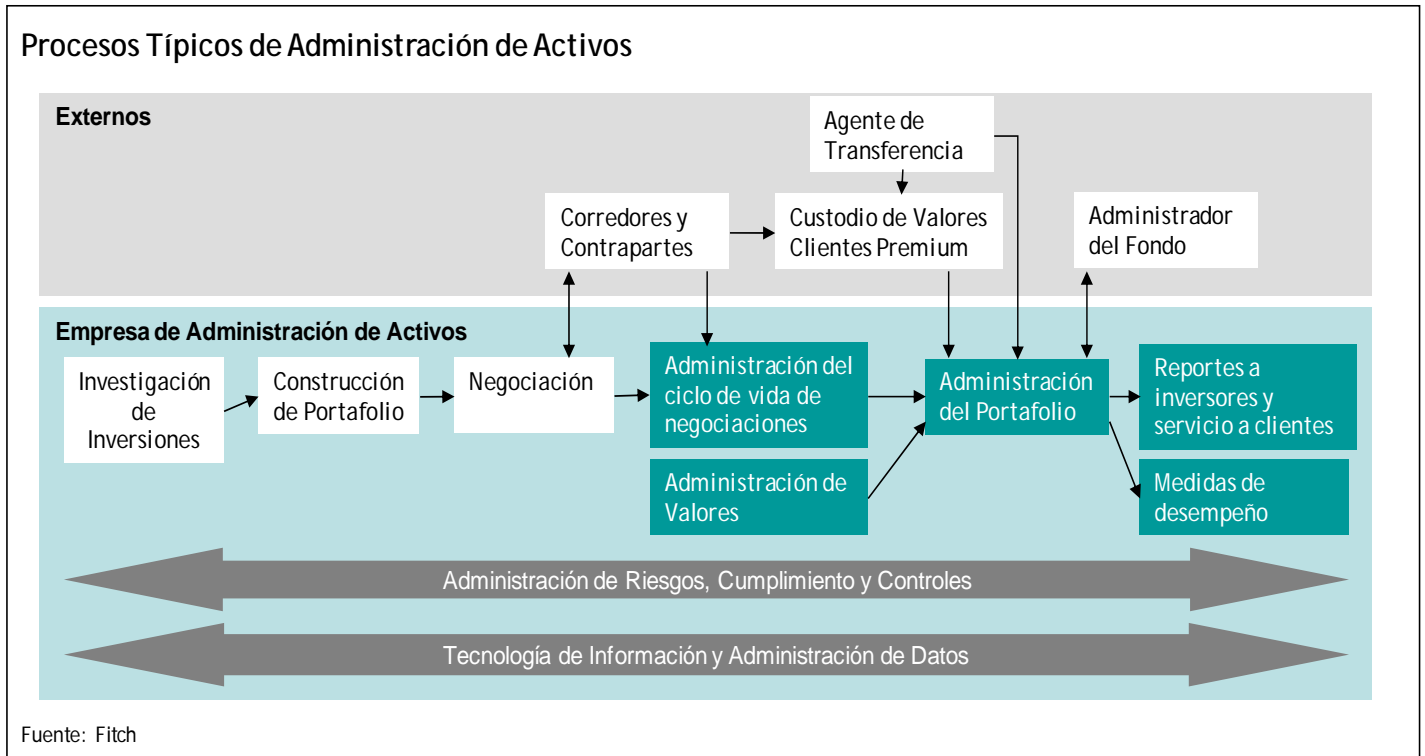 Procesos Típicos de Administración de Activos
Externos
Agente de
Transferencia
Corredores y
Contrapartes
Custodio de Valores
Clientes Premium
Administrador
del Fondo
Empresa de Administración de Activos
Investigación
de
Inversiones
Construcción
de Portafolio
Negociación
Administración del
ciclo de vida de
negociaciones
Administración de
Valores
Administración
del Portafolio
Reportes a
inversores y
servicio a clientes
Medidas de
desempeño
Administración de Riesgos, Cumplimiento y Controles
Tecnología de Información y Administración de Datos
Fuente: Fitch